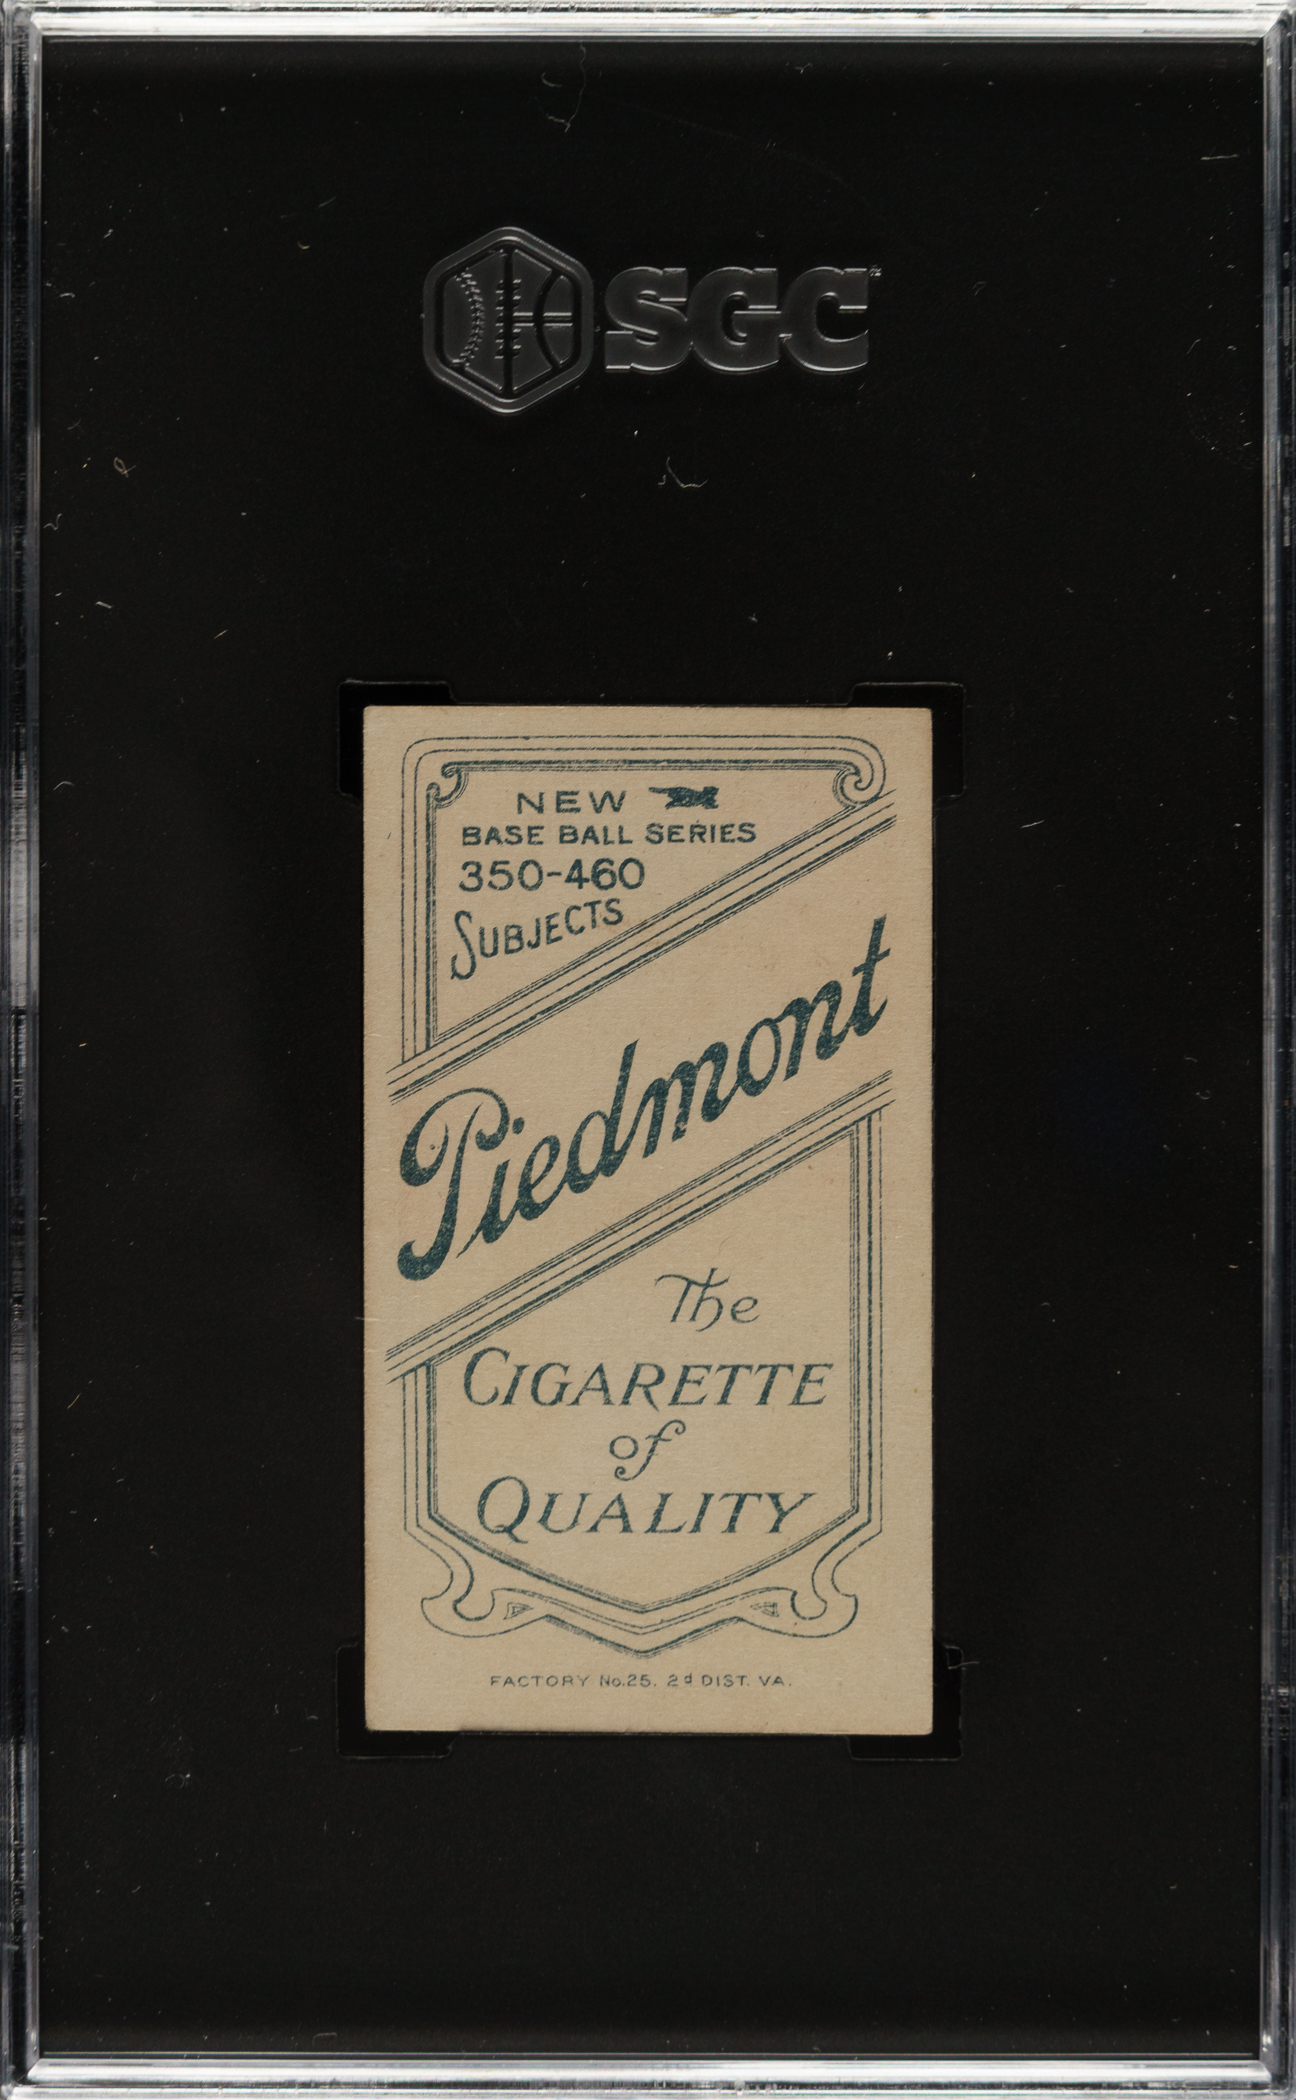 SGC
NEW
BASE BALL SERIES
350-460
SUBJECTS
Piedmont
The
CIGARETTE
of
QUALITY
FACTORY No.25. 2d DIST. VA.